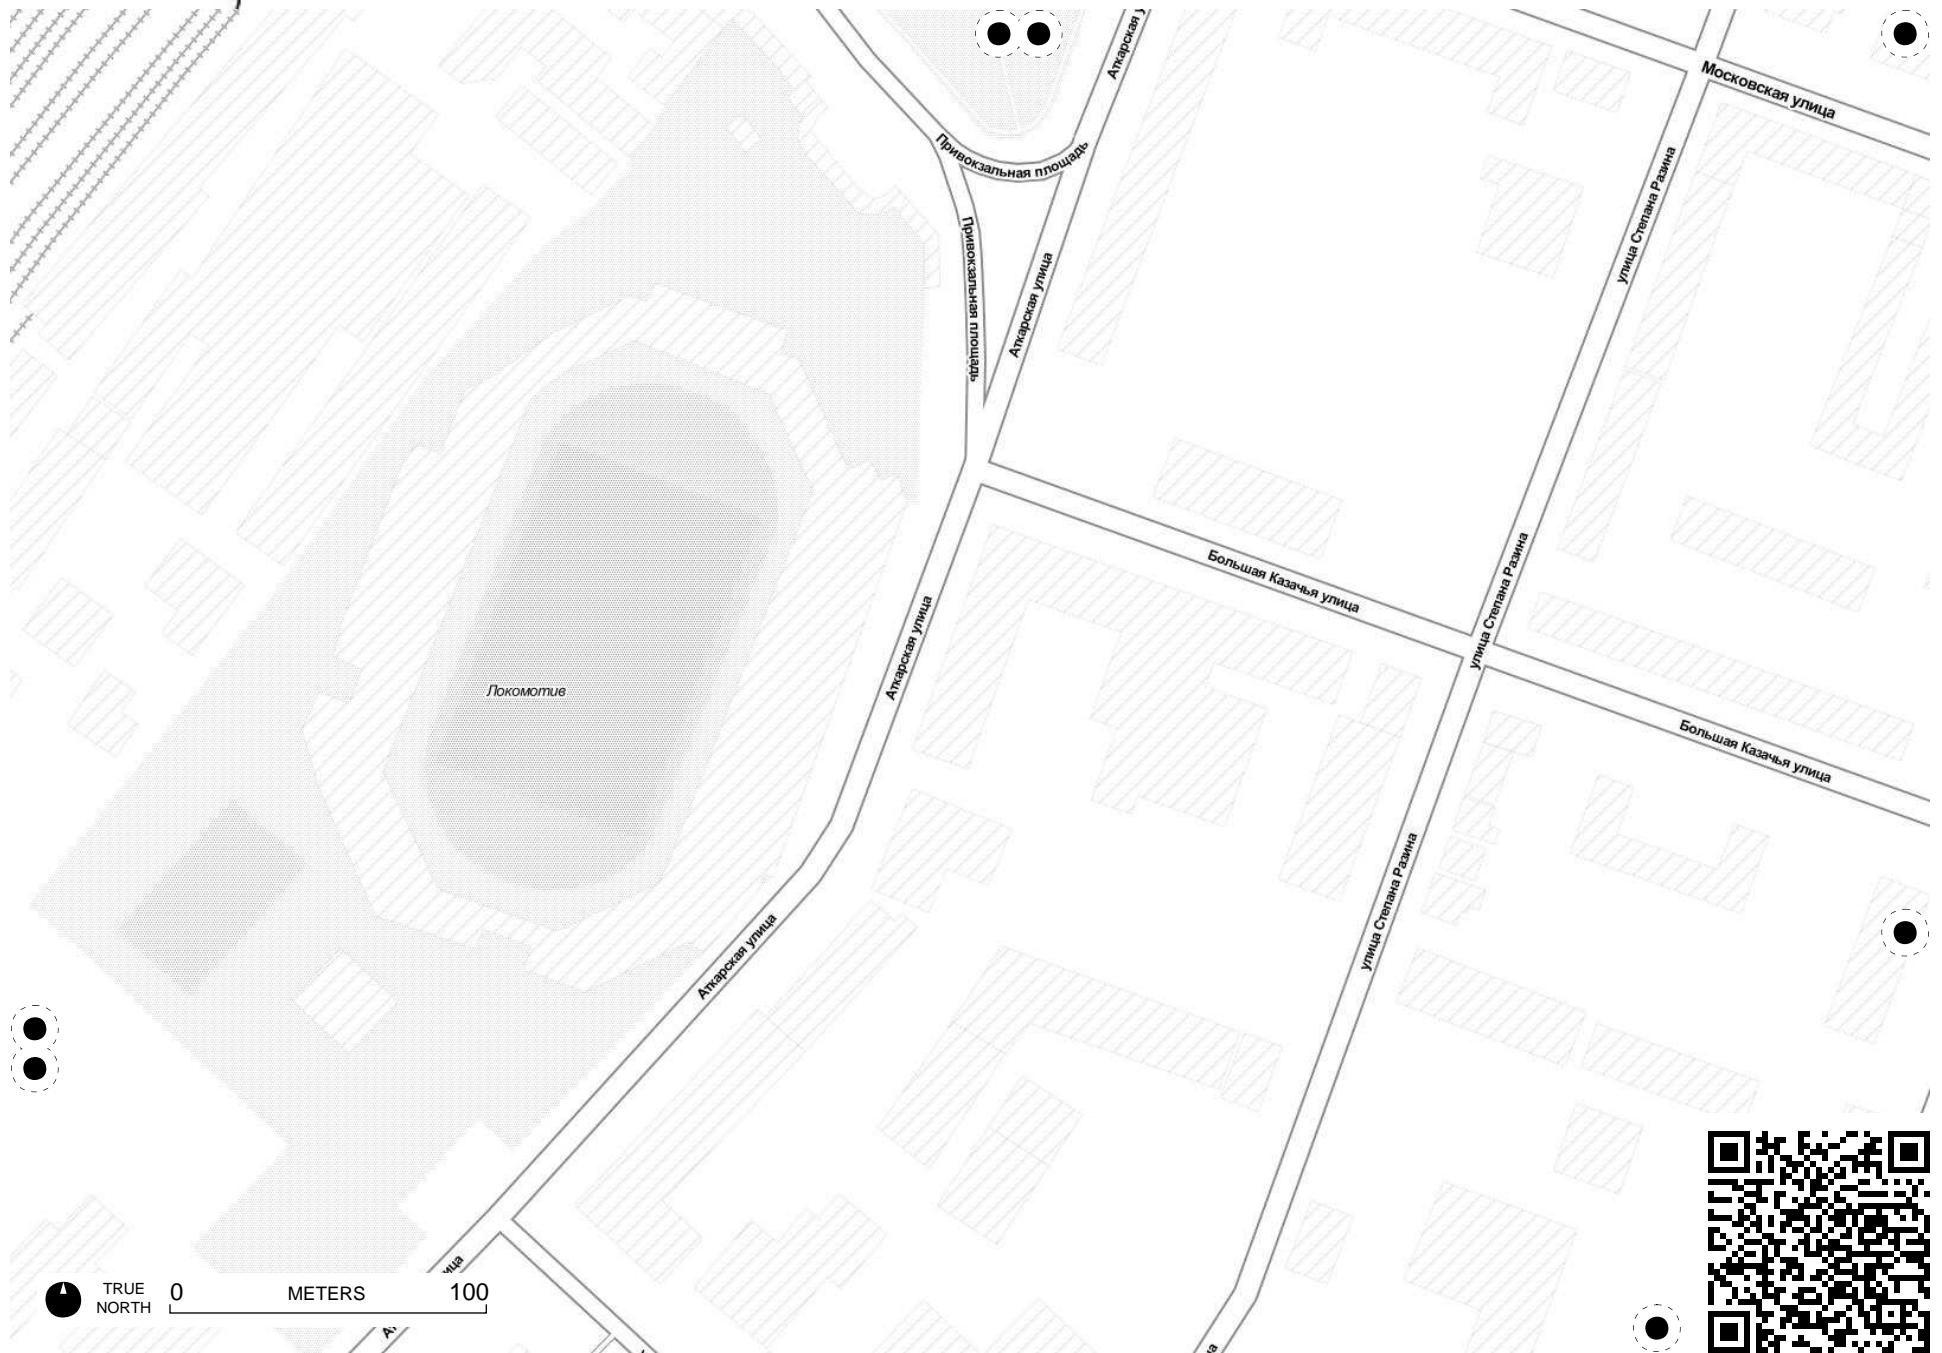 Аткарская у
Московская улица
Привокзальная площадь
улица Степана Разина
Привокзальная площадь
Аткарская улица
улица Степана Разина
Большая Казачья улица
Аткарская улица
Локомотив
Большая Казачья улица
улица Степана Разина
Аткарская улица
ица
TRUE NORTH
0 METERS 100